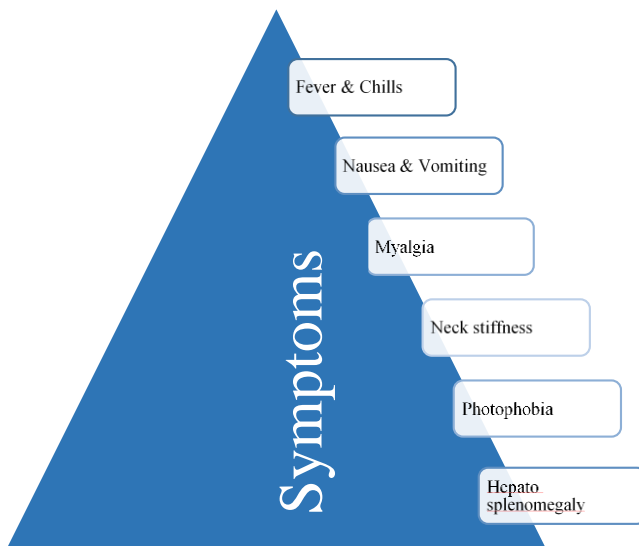 Fever & Chills
Nausea & Vomiting
Myalgia
Neck stiffness
Photophobia
Hepato
splenomegaly
Symptoms